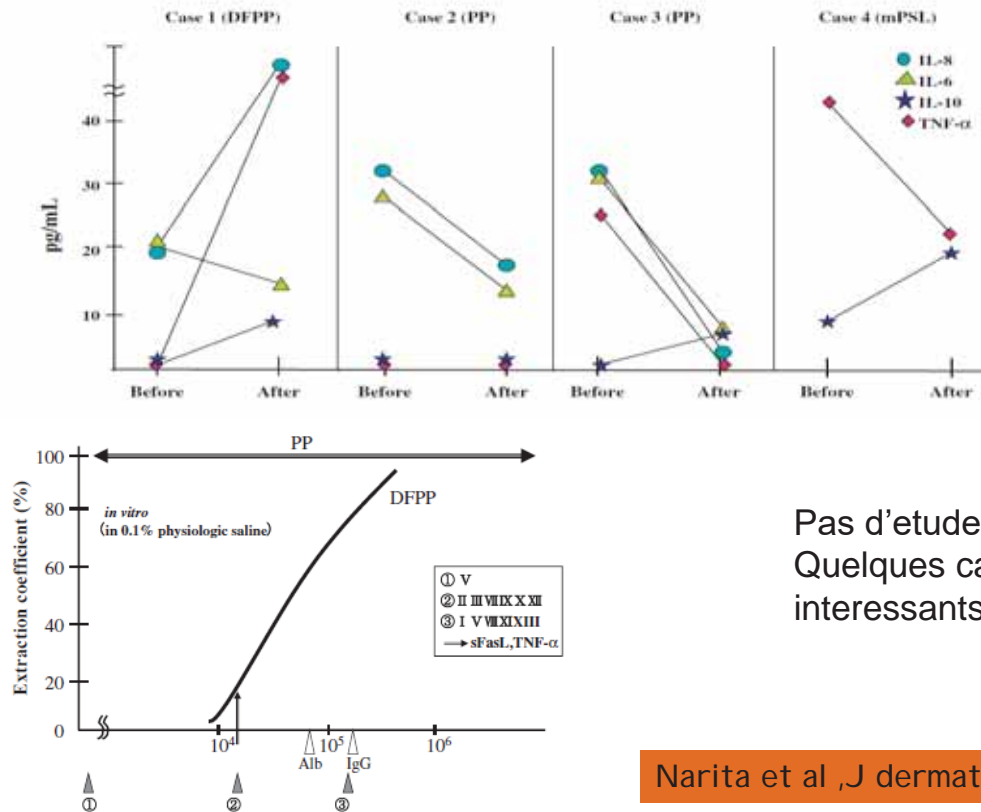 Case 1 (DFPP) Case 2 (PP) Case 3 (PP) Case 4 (mPSL)
IL-8
IL-6
IL-10
TNF-α
pg/mL
40
30
20
10
Before After Before After Before After Before After
PP
100
80
60
40
20
0
Extraction coefficient (%)
in vitro
(in 0.1% physiologic saline)
DFPP
① V
② II III VII IX X XII
③ I V VIII XI XIII
→ sFasL,TNF-α
10⁴ 10⁵ 10⁶
Alb IgG
① ② ③
Pas d'etude
Quelques ca
interessants
Narita et al ,J dermat